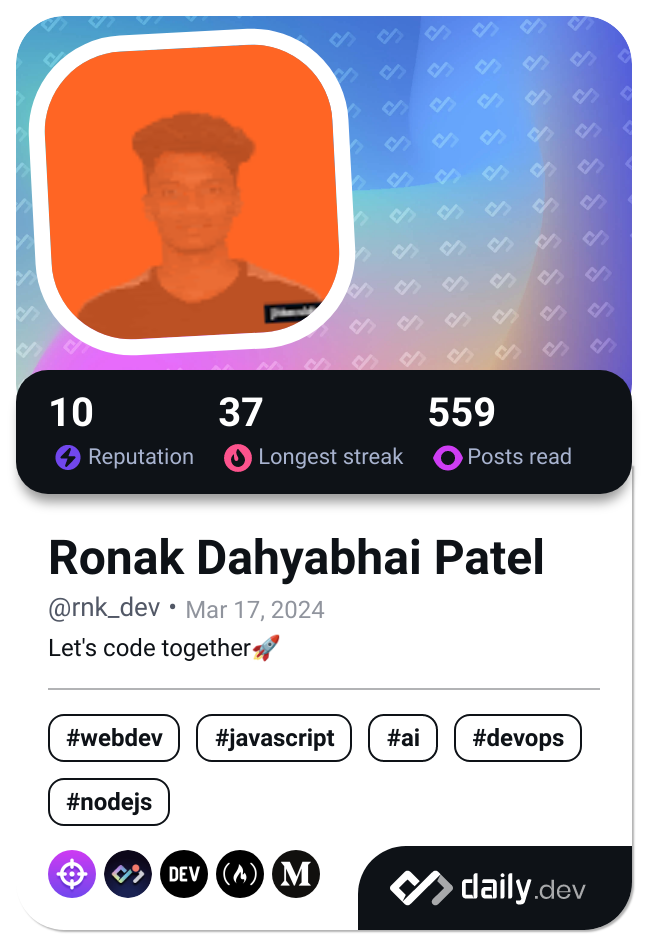 10 37 559
Reputation Longest streak Posts read
Ronak Dahyabhai Patel
@rnk_dev • Mar 17, 2024
Let's code together🚀
#webdev #javascript #ai #devops
#nodejs
DEV M
daily.dev